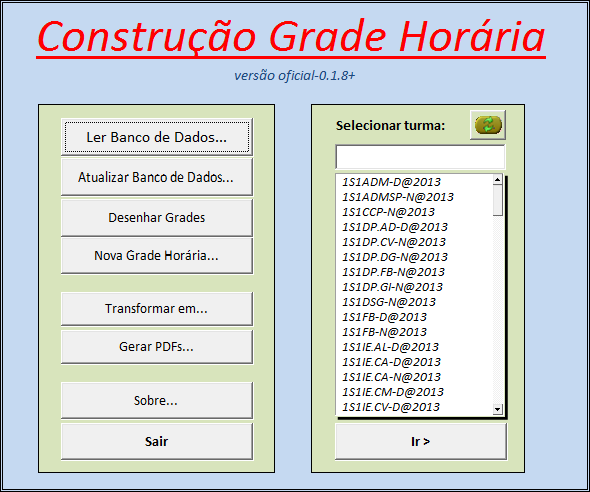 Construção Grade Horária
versão oficial-0.1.8+
Ler Banco de Dados...
Atualizar Banco de Dados...
Desenhar Grades
Nova Grade Horária...
Transformar em...
Gerar PDFs...
Sobre...
Sair
Selecionar turma:
1S1ADM-D@2013
1S1ADMSP-N@2013
1S1CCP-N@2013
1S1DP.AD-D@2013
1S1DP.CV-N@2013
1S1DP.DG-N@2013
1S1DP.FB-N@2013
1S1DP.GI-N@2013
1S1DSG-N@2013
1S1FB-D@2013
1S1FB-N@2013
1S1IE.AL-D@2013
1S1IE.CA-D@2013
1S1IE.CA-N@2013
1S1IE.CM-D@2013
1S1IE.CV-D@2013
Ir >